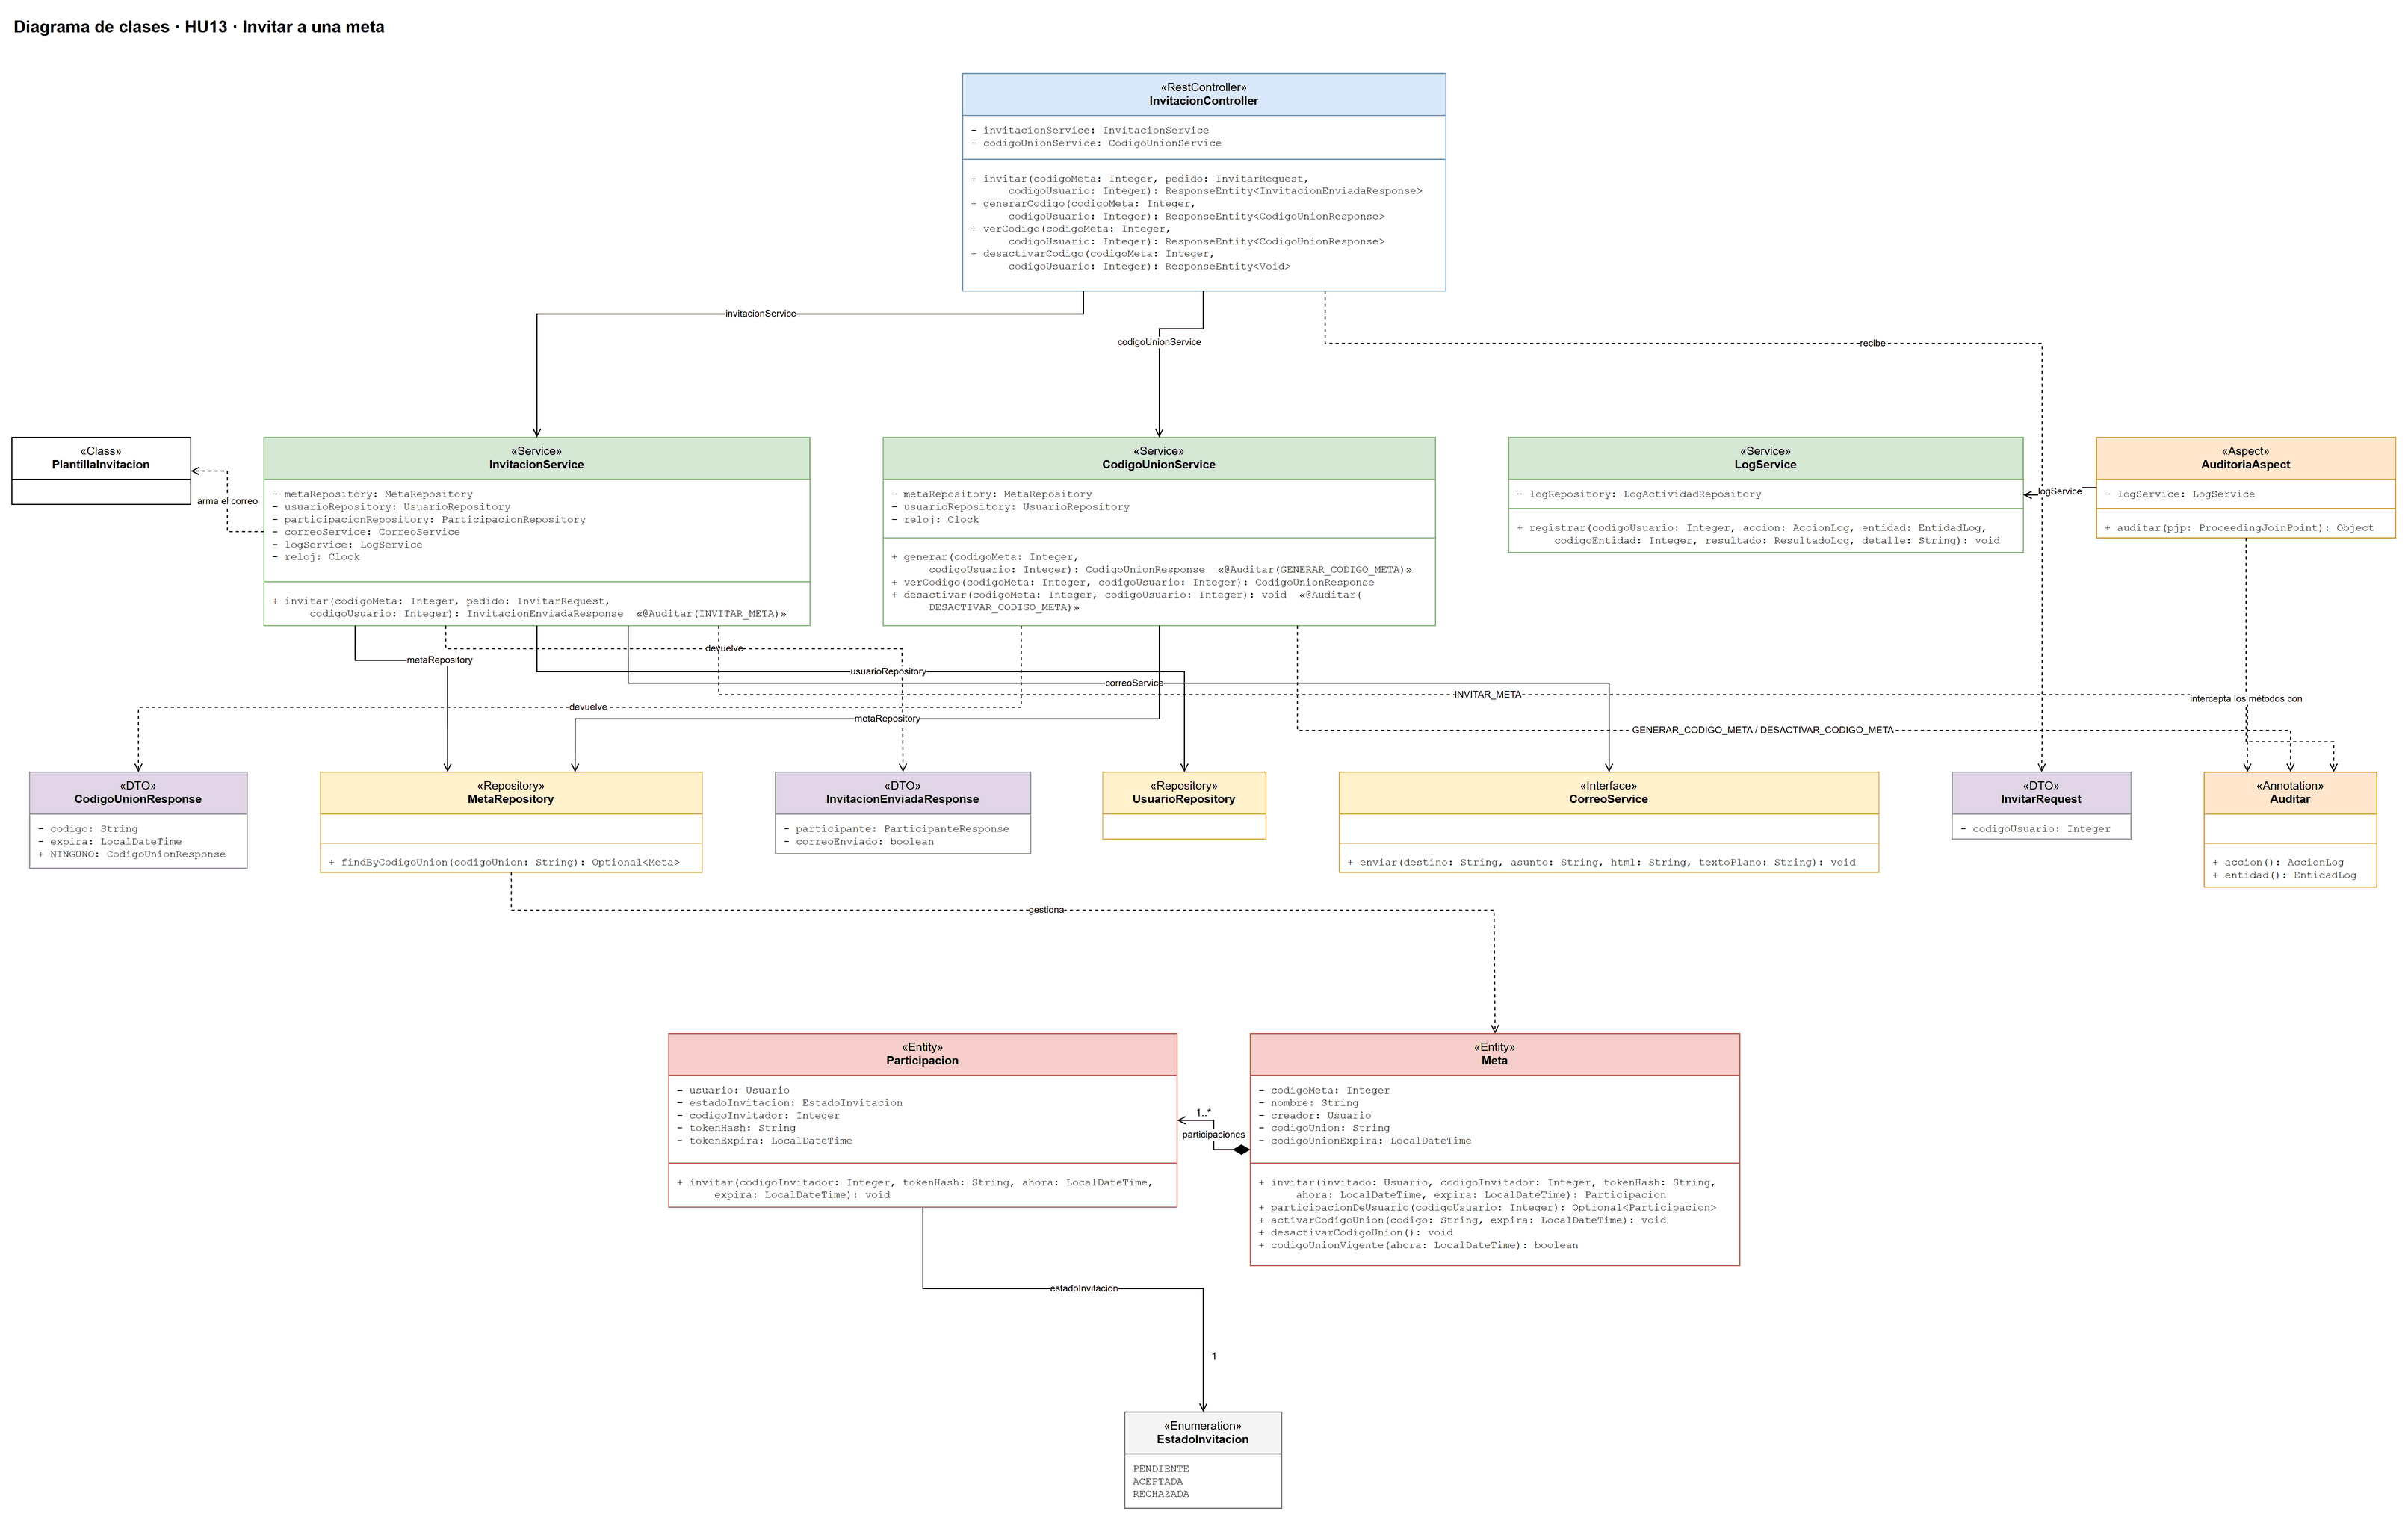 Diagrama de clases · HU13 · Invitar a una meta
«RestController»
InvitacionController
- invitacionService: InvitacionService
- codigoUnionService: CodigoUnionService
+ invitar(codigoMeta: Integer, pedido: InvitarRequest,
codigoUsuario: Integer): ResponseEntity<InvitacionEnviadaResponse>
+ generarCodigo(codigoMeta: Integer,
codigoUsuario: Integer): ResponseEntity<CodigoUnionResponse>
+ verCodigo(codigoMeta: Integer,
codigoUsuario: Integer): ResponseEntity<CodigoUnionResponse>
+ desactivarCodigo(codigoMeta: Integer,
codigoUsuario: Integer): ResponseEntity<Void>
invitacionService
codigoUnionService
recibe
«Class»
PlantillaInvitacion
arma el correo
«Service»
InvitacionService
- metaRepository: MetaRepository
- usuarioRepository: UsuarioRepository
- participacionRepository: ParticipacionRepository
- correoService: CorreoService
- logService: LogService
- reloj: Clock
+ invitar(codigoMeta: Integer, pedido: InvitarRequest,
codigoUsuario: Integer): InvitacionEnviadaResponse «@Auditar(INVITAR_META)»
«Service»
CodigoUnionService
- metaRepository: MetaRepository
- usuarioRepository: UsuarioRepository
- reloj: Clock
+ generar(codigoMeta: Integer,
codigoUsuario: Integer): CodigoUnionResponse «@Auditar(GENERAR_CODIGO_META)»
+ verCodigo(codigoMeta: Integer, codigoUsuario: Integer): CodigoUnionResponse
+ desactivar(codigoMeta: Integer, codigoUsuario: Integer): void «@Auditar(
DESACTIVAR_CODIGO_META)»
«Service»
LogService
- logRepository: LogActividadRepository
+ registrar(codigoUsuario: Integer, accion: AccionLog, entidad: EntidadLog,
codigoEntidad: Integer, resultado: ResultadoLog, detalle: String): void
logService
«Aspect»
AuditoriaAspect
- logService: LogService
+ auditar(pjp: ProceedingJoinPoint): Object
metaRepository
devuelve
usuarioRepository
correoService
INVITAR_META
intercepta los métodos con
devuelve
metaRepository
GENERAR_CODIGO_META / DESACTIVAR_CODIGO_META
«DTO»
CodigoUnionResponse
- codigo: String
- expira: LocalDateTime
+ NINGUNO: CodigoUnionResponse
«Repository»
MetaRepository
+ findByCodigoUnion(codigoUnion: String): Optional<Meta>
«DTO»
InvitacionEnviadaResponse
- participante: ParticipanteResponse
- correoEnviado: boolean
«Repository»
UsuarioRepository
«Interface»
CorreoService
+ enviar(destino: String, asunto: String, html: String, textoPlano: String): void
«DTO»
InvitarRequest
- codigoUsuario: Integer
«Annotation»
Auditar
+ accion(): AccionLog
+ entidad(): EntidadLog
gestiona
«Entity»
Participacion
- usuario: Usuario
- estadoInvitacion: EstadoInvitacion
- codigoInvitador: Integer
- tokenHash: String
- tokenExpira: LocalDateTime
+ invitar(codigoInvitador: Integer, tokenHash: String, ahora: LocalDateTime,
expira: LocalDateTime): void
1..*
participaciones
«Entity»
Meta
- codigoMeta: Integer
- nombre: String
- creador: Usuario
- codigoUnion: String
- codigoUnionExpira: LocalDateTime
+ invitar(invitado: Usuario, codigoInvitador: Integer, tokenHash: String,
ahora: LocalDateTime, expira: LocalDateTime): Participacion
+ participacionDeUsuario(codigoUsuario: Integer): Optional<Participacion>
+ activarCodigoUnion(codigo: String, expira: LocalDateTime): void
+ desactivarCodigoUnion(): void
+ codigoUnionVigente(ahora: LocalDateTime): boolean
estadoInvitacion
1
«Enumeration»
EstadoInvitacion
PENDIENTE
ACEPTADA
RECHAZADA